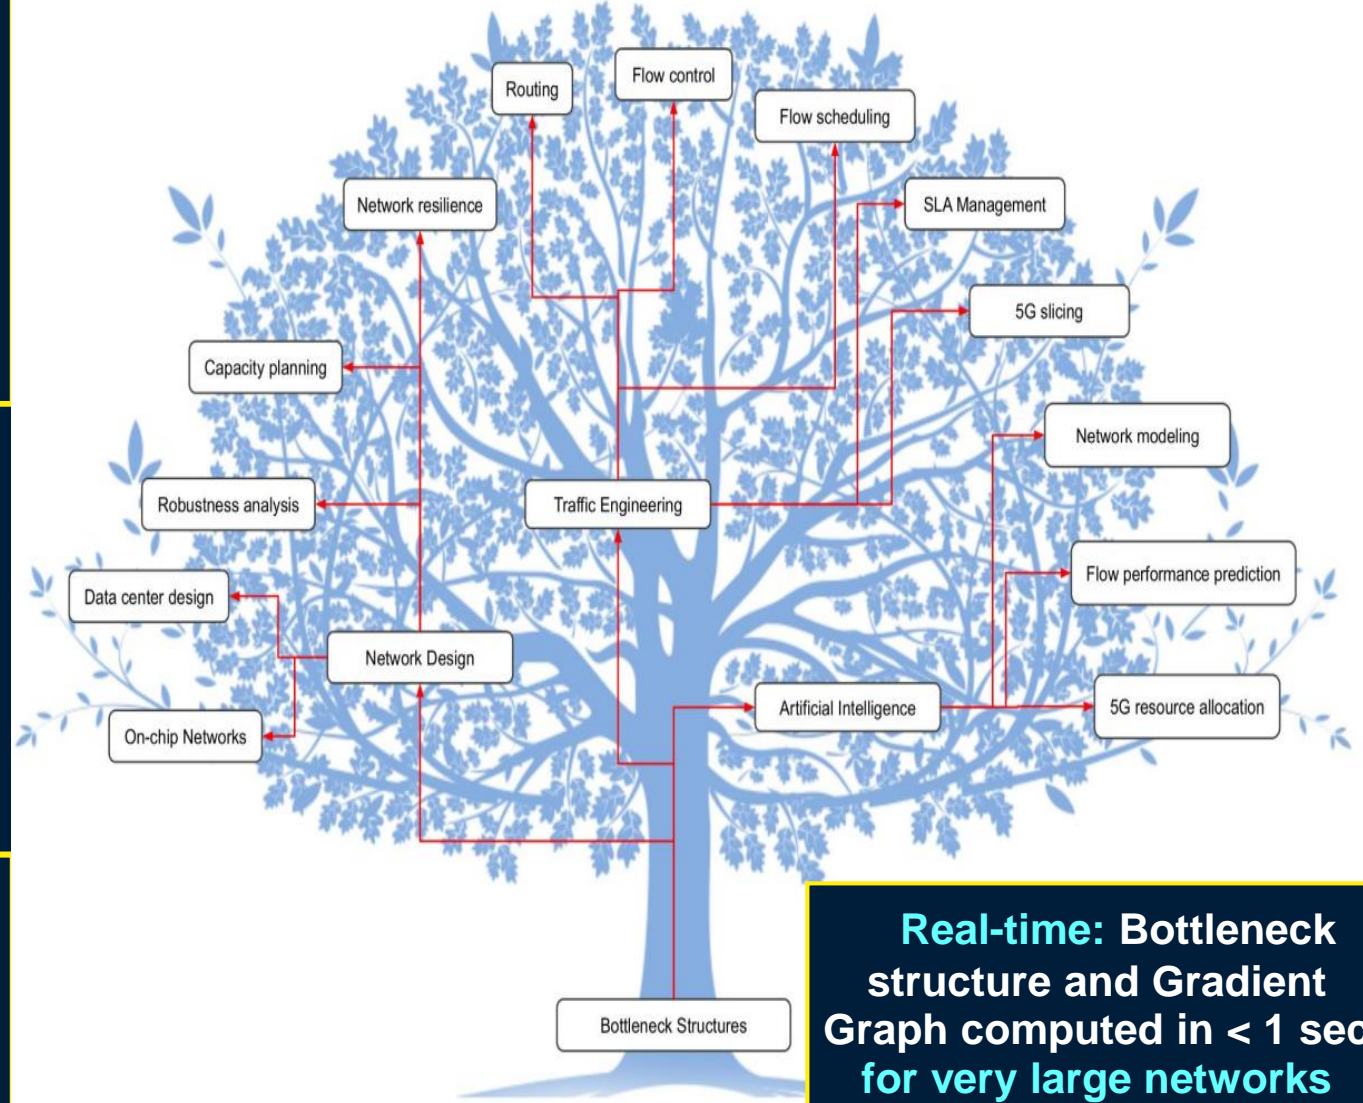 Flow control
Routing
Flow scheduling
Network resilience
SLA Management
5G slicing
Capacity planning
Network modeling
Robustness analysis
Traffic Engineering
Flow performance prediction
Data center design
Network Design
Artificial Intelligence
5G resource allocation
On-chip Networks
Bottleneck Structures
Real-time: Bottleneck
structure and Gradient
Graph computed in < 1 sec
for very large networks